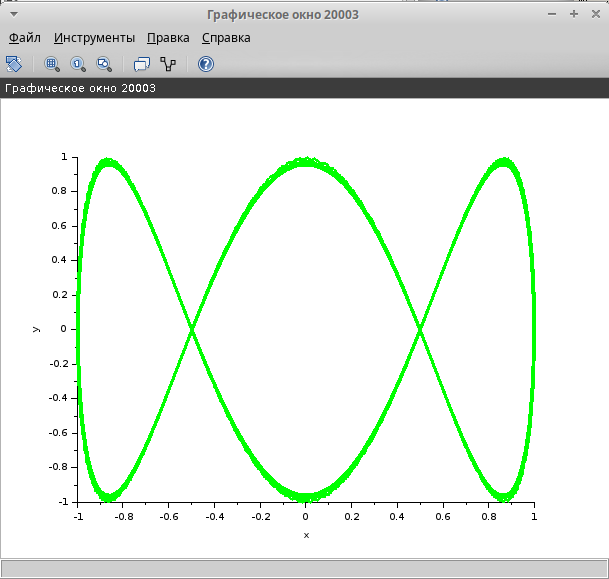 Графическое окно 20003
Файл Инструменты Правка Справка
Графическое окно 20003
1
0.8
0.6
0.4
0.2
0
-0.2
-0.4
-0.6
-0.8
-1
y
-1 -0.8 -0.6 -0.4 -0.2 0 0.2 0.4 0.6 0.8 1
x